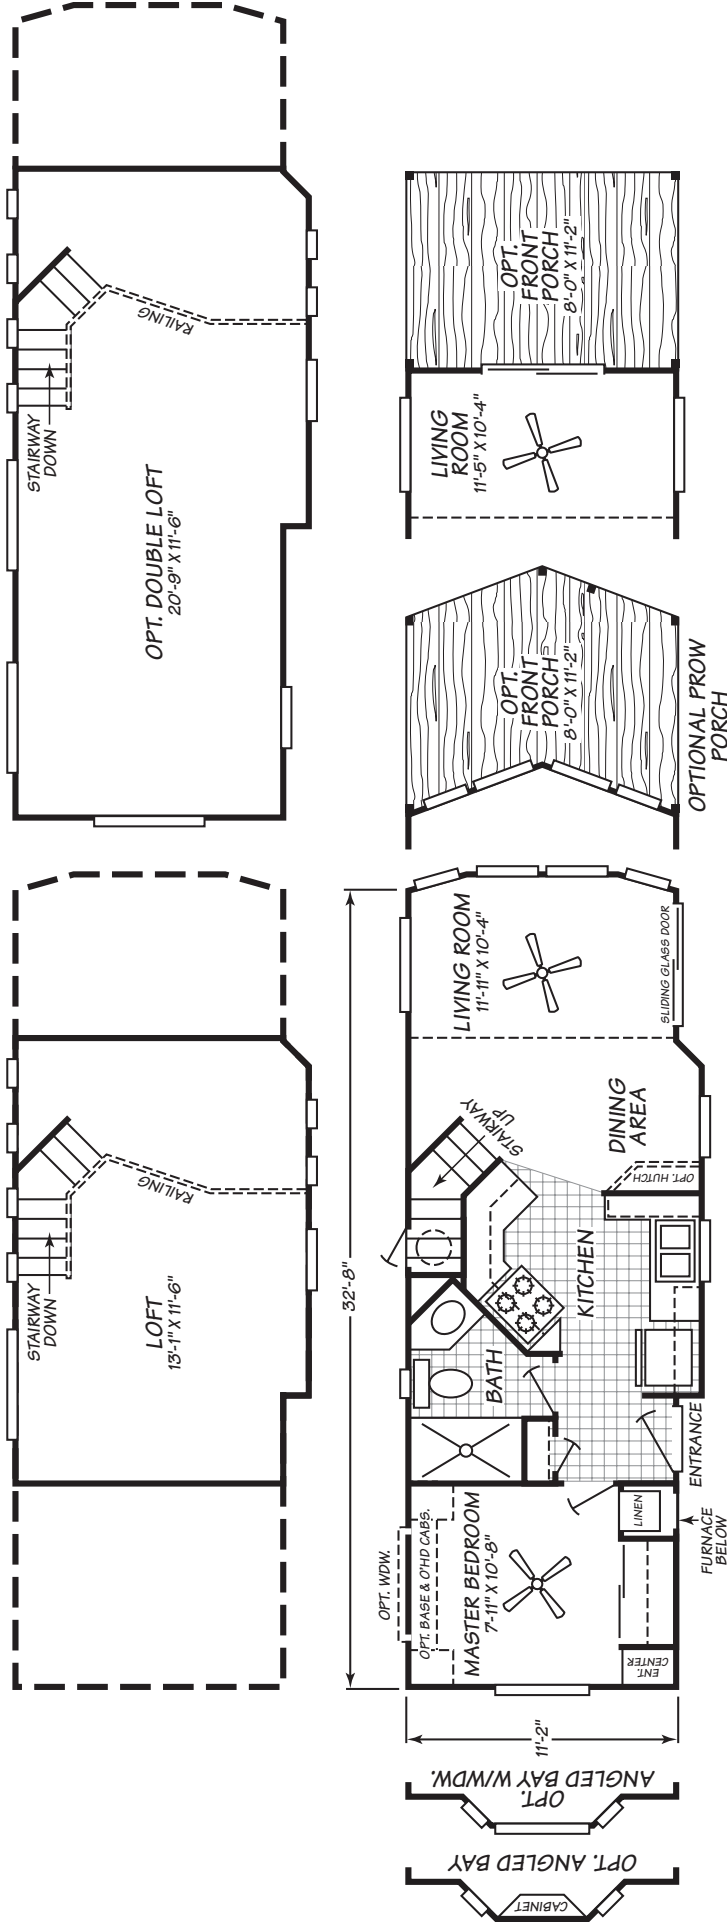 STAIRWAY
DOWN
RAILING
LOFT
13'-1" X 11'-6"
STAIRWAY
DOWN
RAILING
OPT. DOUBLE LOFT
20'-9" X 11'-6"
32'-8"
11'-2"
OPT. WDW.
OPT. BASE & O'HD CABS.
MASTER BEDROOM
7'-11" X 10'-8"
ENT.
CENTER
LINEN
FURNACE
BELOW
ENTRANCE
BATH
KITCHEN
STAIRWAY
UP
OPT. HUTCH
DINING
AREA
LIVING ROOM
11'-11" X 10'-4"
SLIDING GLASS DOOR
OPT.
FRONT
PORCH
8'-0" X 11'-2"
OPTIONAL PROW
PORCH
LIVING
ROOM
11'-5" X 10'-4"
OPT.
FRONT
PORCH
8'-0" X 11'-2"
OPT.
ANGLED BAY W/WDW.
OPT. ANGLED BAY
CABINET